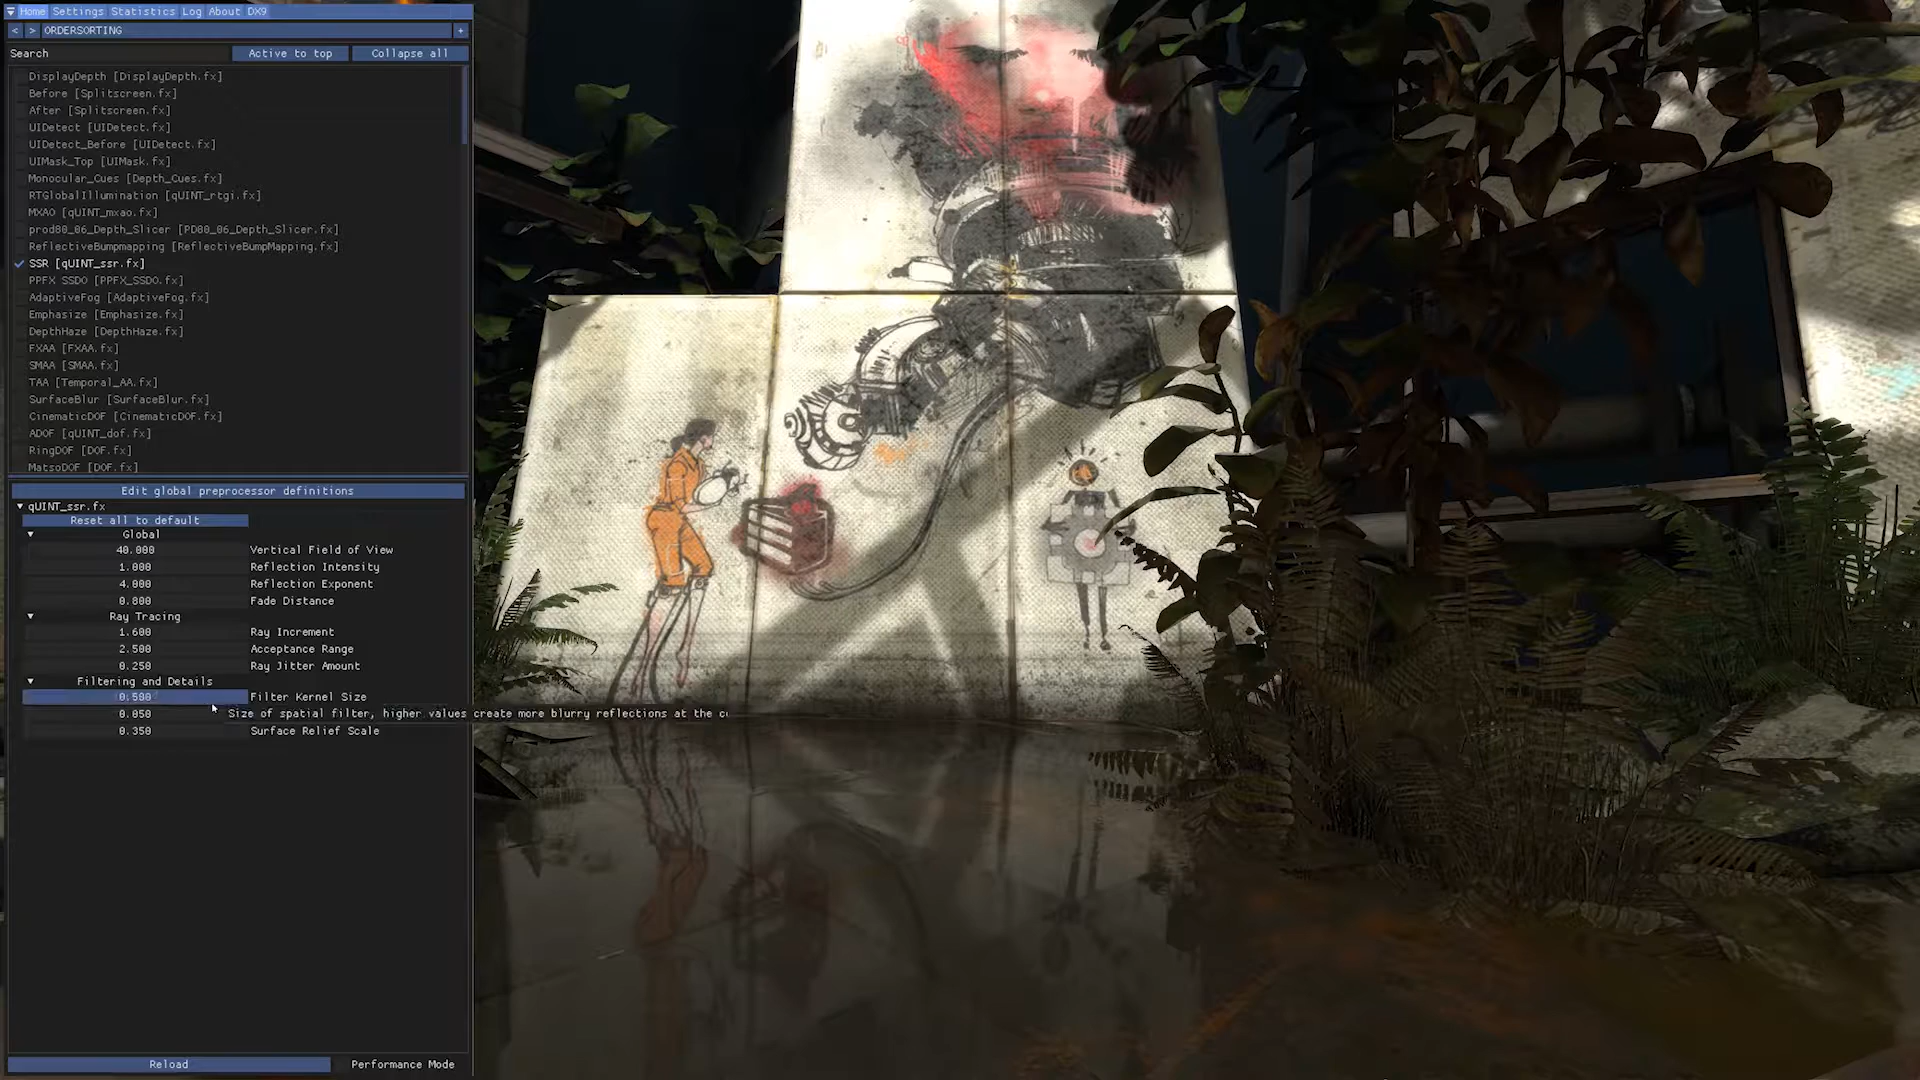 Home Settings Statistics Log About DX9
< > ORDERSORTING +
Search Active to top Collapse all
DisplayDepth [DisplayDepth.fx]
Before [Splitscreen.fx]
After [Splitscreen.fx]
UIDetect [UIDetect.fx]
UIDetect_Before [UIDetect.fx]
UIMask_Top [UIMask.fx]
Monocular_Cues [Depth_Cues.fx]
RTGlobalIllumination [qUINT_rtgi.fx]
MXAO [qUINT_mxao.fx]
prod80_06_Depth_Slicer [PD80_06_Depth_Slicer.fx]
ReflectiveBumpmapping [ReflectiveBumpMapping.fx]
SSR [qUINT_ssr.fx]
PPFX SSDO [PPFX_SSDO.fx]
AdaptiveFog [AdaptiveFog.fx]
Emphasize [Emphasize.fx]
DepthHaze [DepthHaze.fx]
FXAA [FXAA.fx]
SMAA [SMAA.fx]
TAA [Temporal_AA.fx]
SurfaceBlur [SurfaceBlur.fx]
CinematicDOF [CinematicDOF.fx]
ADOF [qUINT_dof.fx]
RingDOF [DOF.fx]
MatsoDOF [DOF.fx]
Edit global preprocessor definitions
qUINT_ssr.fx
Reset all to default
Global
40.000 Vertical Field of View
1.000 Reflection Intensity
4.000 Reflection Exponent
0.800 Fade Distance
Ray Tracing
1.600 Ray Increment
2.500 Acceptance Range
0.250 Ray Jitter Amount
Filtering and Details
0.500 Filter Kernel Size
0.050 Size of spatial filter, higher values create more blurry reflections at the
0.350 Surface Relief Scale
Reload Performance Mode